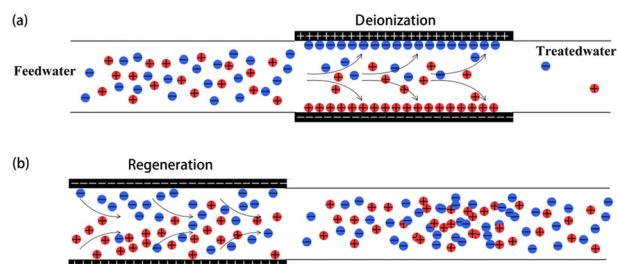 (a)
Deionization
Feedwater
Treatedwater
(b)
Regeneration